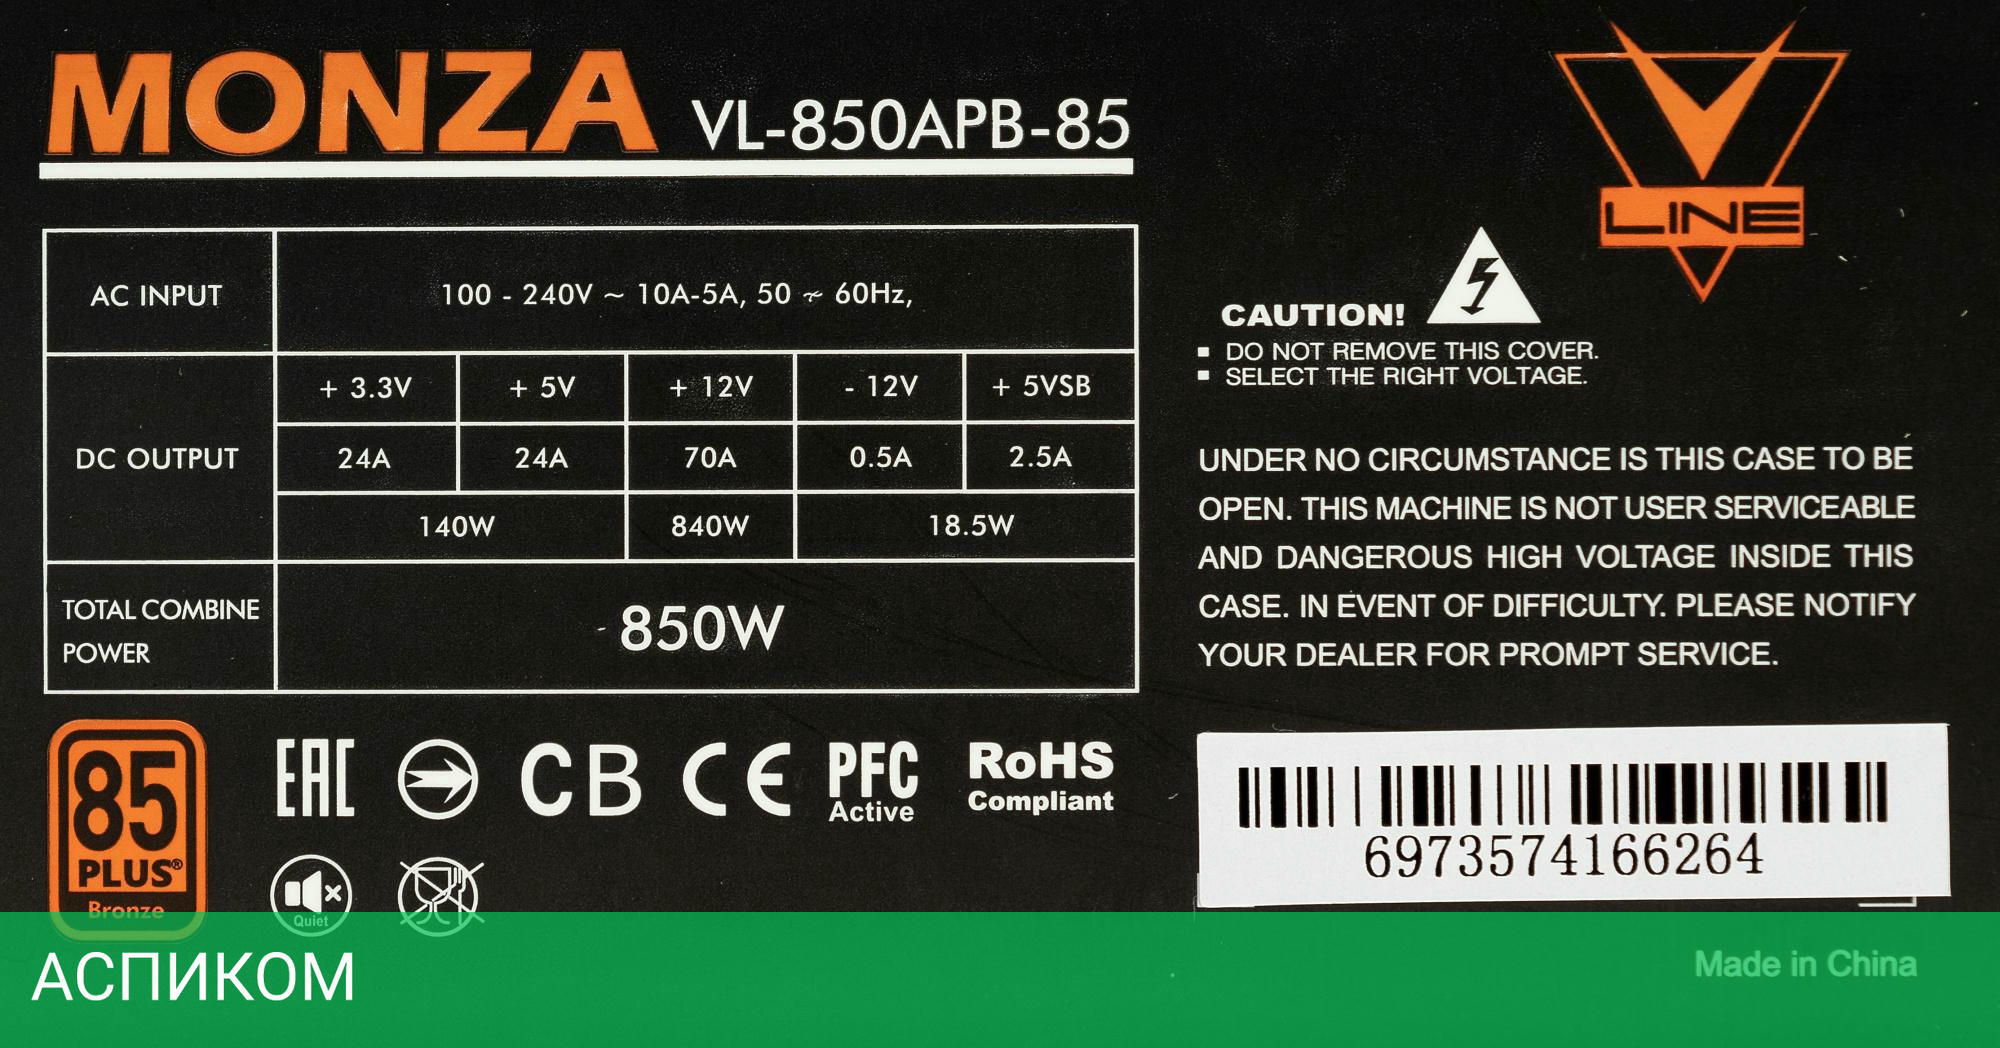 MONZA VL-850APB-85
V
LINE
AC INPUT
100 - 240V ~ 10A-5A, 50 ~ 60Hz,
DC OUTPUT
+ 3.3V + 5V + 12V - 12V + 5VSB
24A 24A 70A 0.5A 2.5A
140W 840W 18.5W
TOTAL COMBINE
POWER
- 850W
CAUTION!
DO NOT REMOVE THIS COVER.
SELECT THE RIGHT VOLTAGE.
UNDER NO CIRCUMSTANCE IS THIS CASE TO BE
OPEN. THIS MACHINE IS NOT USER SERVICEABLE
AND DANGEROUS HIGH VOLTAGE INSIDE THIS
CASE. IN EVENT OF DIFFICULTY. PLEASE NOTIFY
YOUR DEALER FOR PROMPT SERVICE.
85
PLUS®
Bronze
EAC
CB
CE
PFC
Active
RoHS
Compliant
Quiet
6973574166264
Made in China
АСПИКОМ